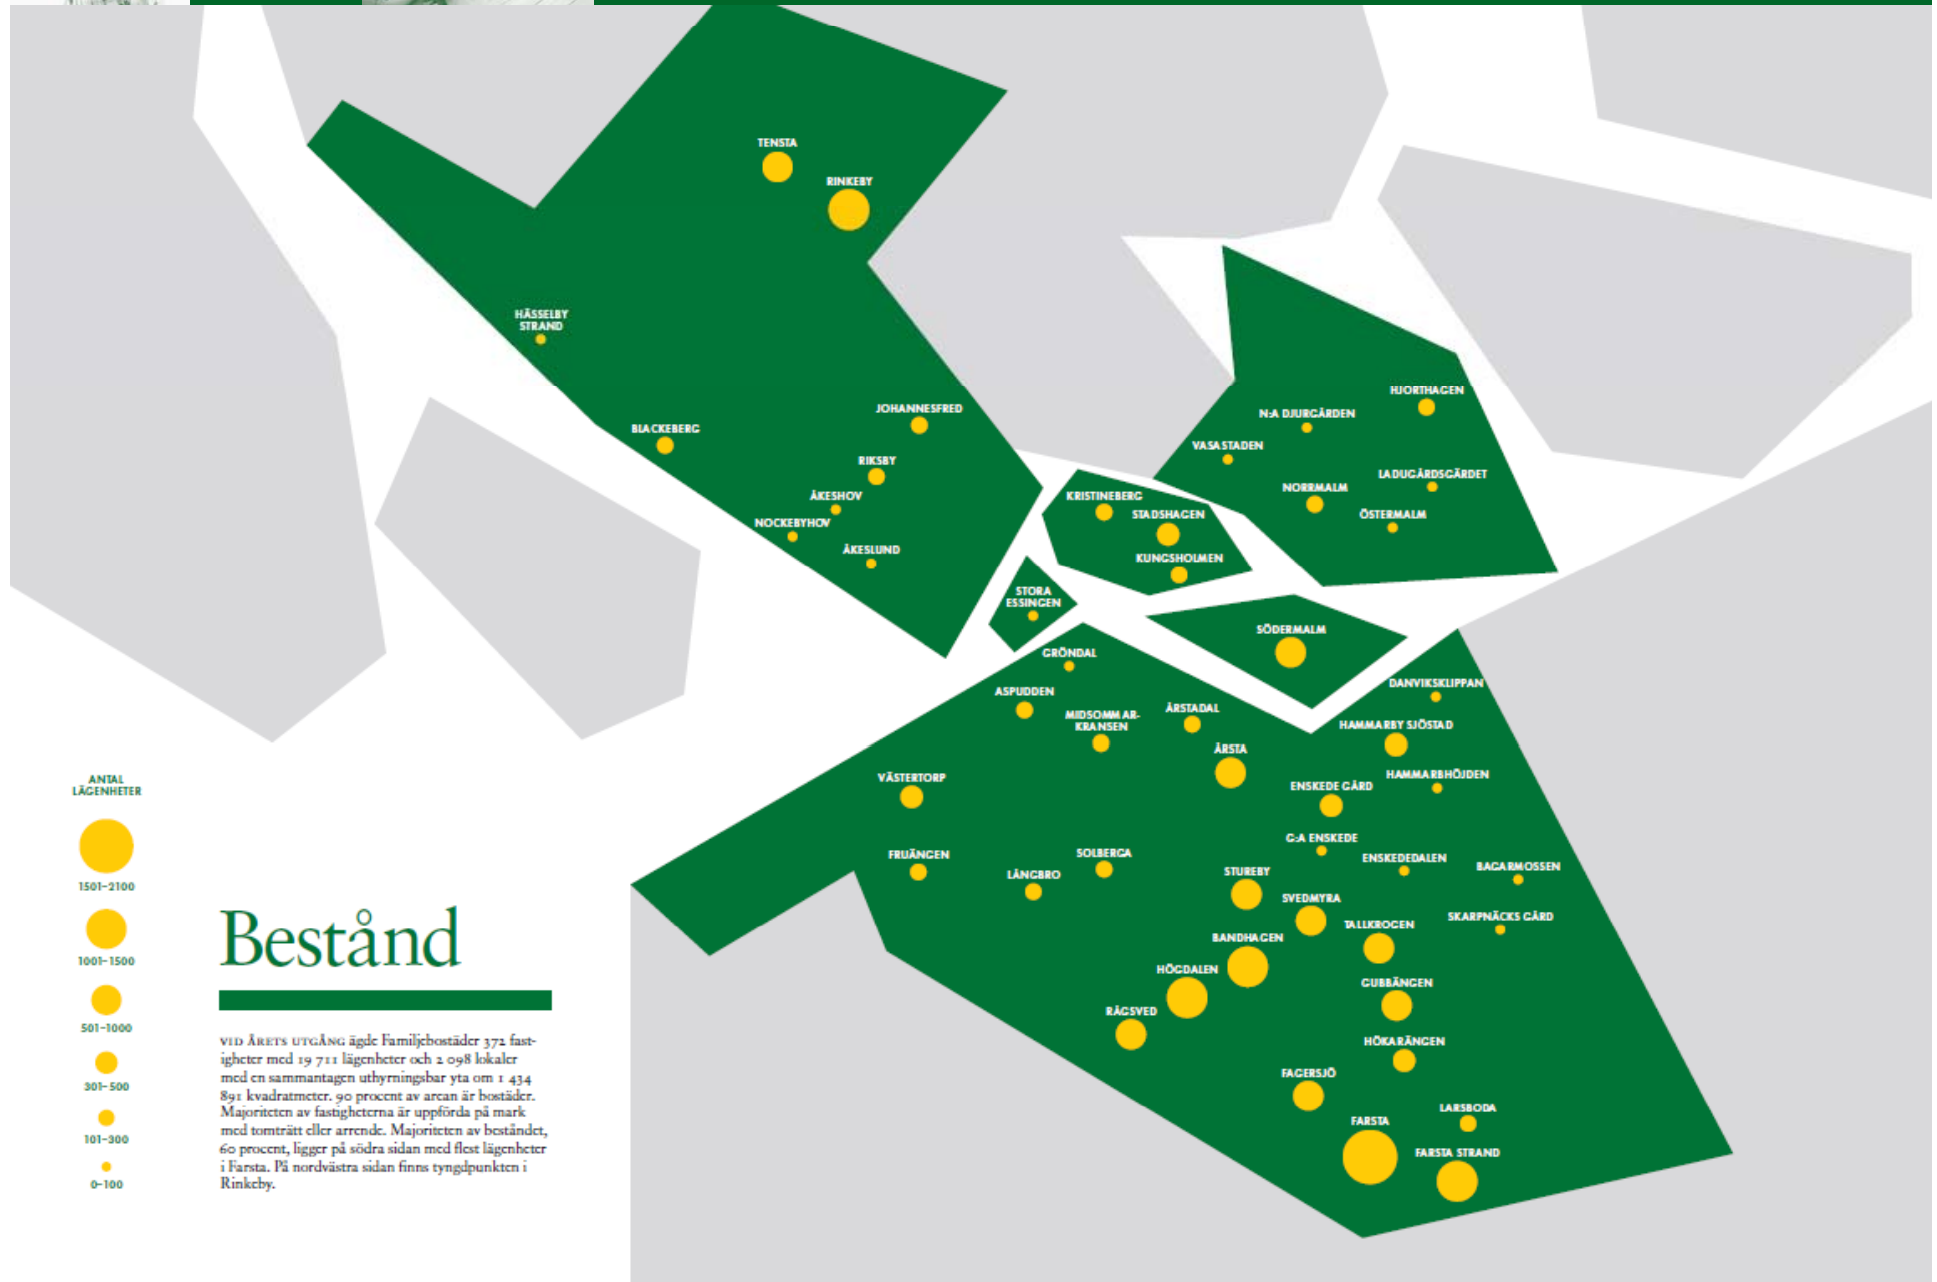 TENSTA
RINKEBY
HÄSSELBY
STRAND
JOHANNESFRED
BLACKEBERG
RIKSBY
ÅKESHOV
NOCKEBYHOV
ÅKESLUND
HJORTHAGEN
N:A DJURGÅRDEN
VASASTADEN
LADUGÅRDSGÄRDET
NORRMALM
ÖSTERMALM
KRISTINEBERG
STADSHAGEN
KUNGSHOLMEN
STORA
ESSINGEN
SÖDERMALM
GRÖNDAL
ASPUDDEN
MIDSOMMAR-
KRANSEN
ÅRSTADAL
ÅRSTA
DANVIKSKLIPPAN
HAMMARBY SJÖSTAD
HAMMARBHÖJDEN
VÄSTERTORP
ENSKEDE GÅRD
G:A ENSKEDE
ENSKEDEDALEN
BAGARMOSSEN
FRUÄNGEN
LÅNGBRO
SOLBERGA
STUREBY
SVEDMYRA
TALLKROGEN
SKARPNÄCKS GÅRD
BANDHAGEN
HÖGDALEN
RÅGSVED
GUBBÄNGEN
HÖKARÄNGEN
FAGERSJÖ
LARSBODA
FARSTA
FARSTA STRAND
ANTAL
LÄGENHETER
1501–2100
1001–1500
501–1000
301–500
101–300
0–100
Bestånd
VID ÅRETS UTGÅNG ägde Familjebostäder 372 fast-
igheter med 19 711 lägenheter och 2 098 lokaler
med en sammantagen uthyrningsbar yta om 1 434
891 kvadratmeter. 90 procent av arean är bostäder.
Majoriteten av fastigheterna är uppförda på mark
med tomträtt eller arrende. Majoriteten av beståndet,
60 procent, ligger på södra sidan med flest lägenheter
i Farsta. På nordvästra sidan finns tyngdpunkten i
Rinkeby.